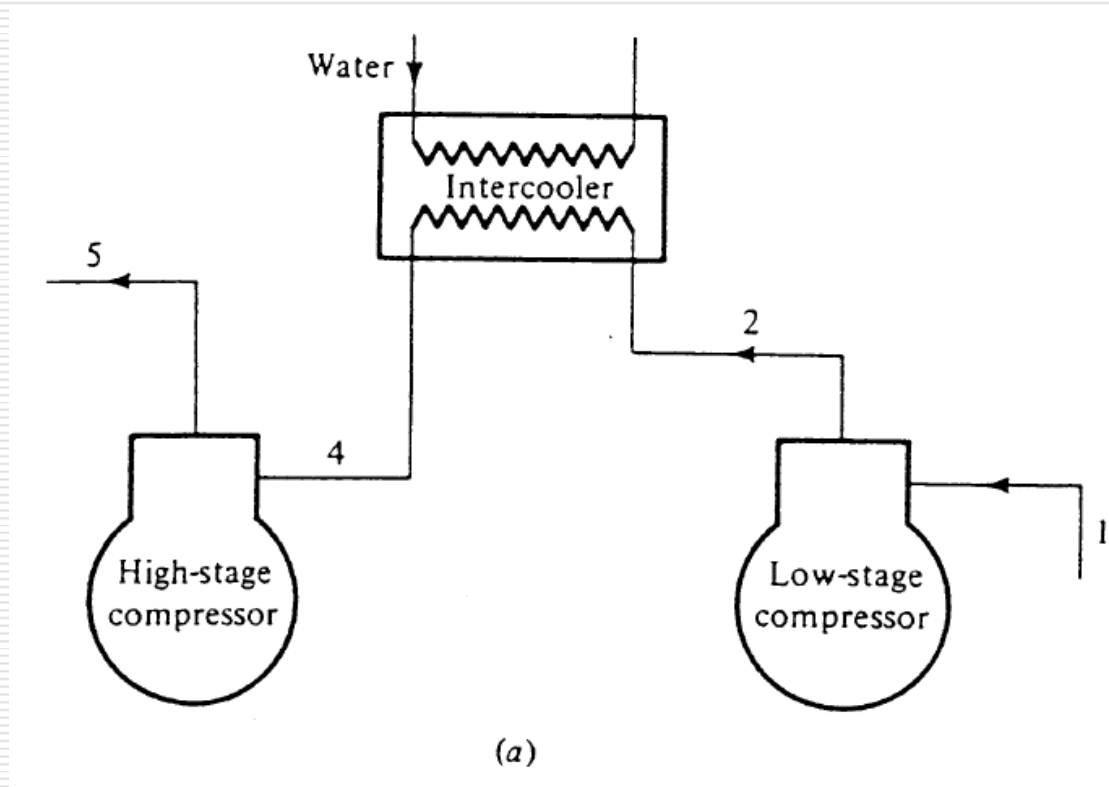 Water
Intercooler
5
2
4
1
High-stage
compressor
Low-stage
compressor
(a)